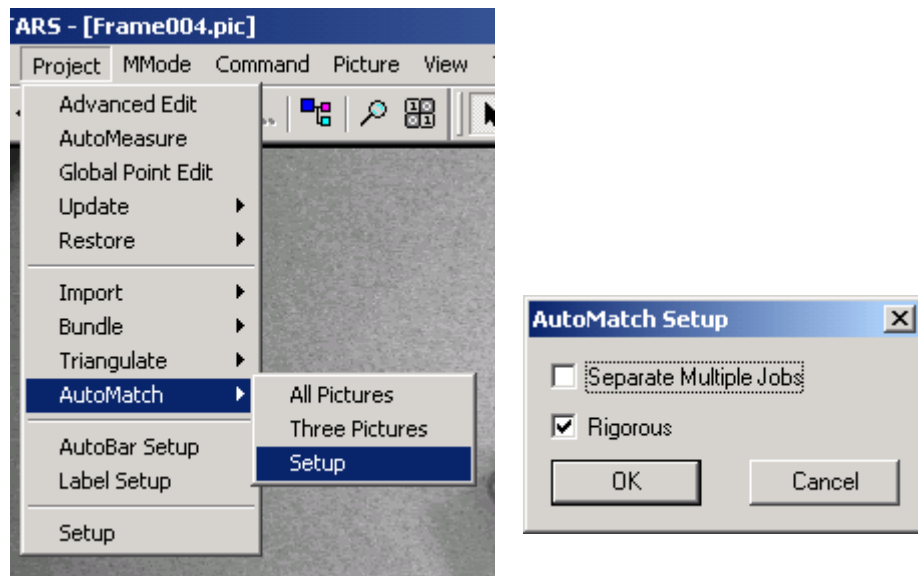 TARS - [Frame004.pic]
Project MMode Command Picture View
Advanced Edit
AutoMeasure
Global Point Edit
Update
Restore
Import
Bundle
Triangulate
AutoMatch
AutoBar Setup
Label Setup
Setup
All Pictures
Three Pictures
Setup
AutoMatch Setup
Separate Multiple Jobs
Rigorous
OK Cancel